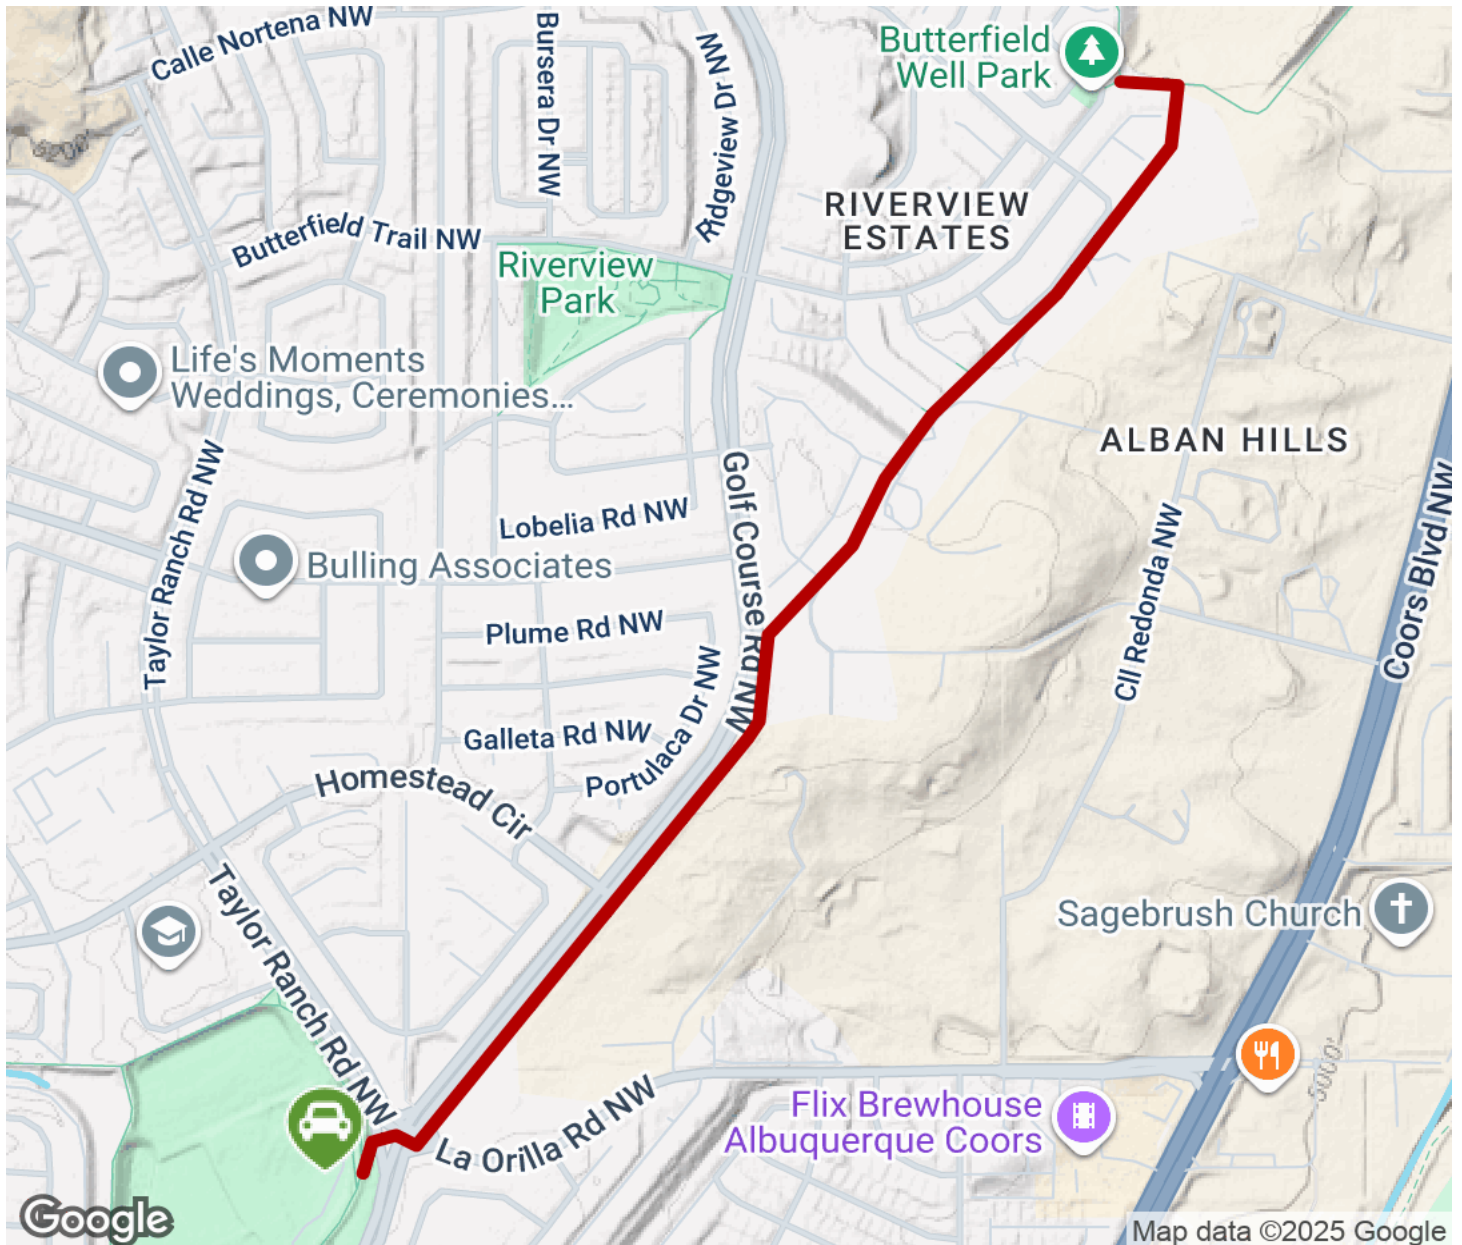 Calle Nortena NW
Bursera Dr NW
Ridgeview Dr NW
Butterfield
Well Park
Butterfield Trail NW
RIVERVIEW
ESTATES
Riverview
Park
Life's Moments
Weddings, Ceremonies...
ALBAN HILLS
Taylor Ranch Rd NW
Golf Course Rd NW
Lobelia Rd NW
Coors Blvd NW
Bulling Associates
Cll Redonda NW
Plume Rd NW
Portulaca Dr NW
Galleta Rd NW
Homestead Cir
Taylor Ranch Rd NW
Sagebrush Church
5000'
La Orilla Rd NW
Flix Brewhouse
Albuquerque Coors
Google
Map data ©2025 Google